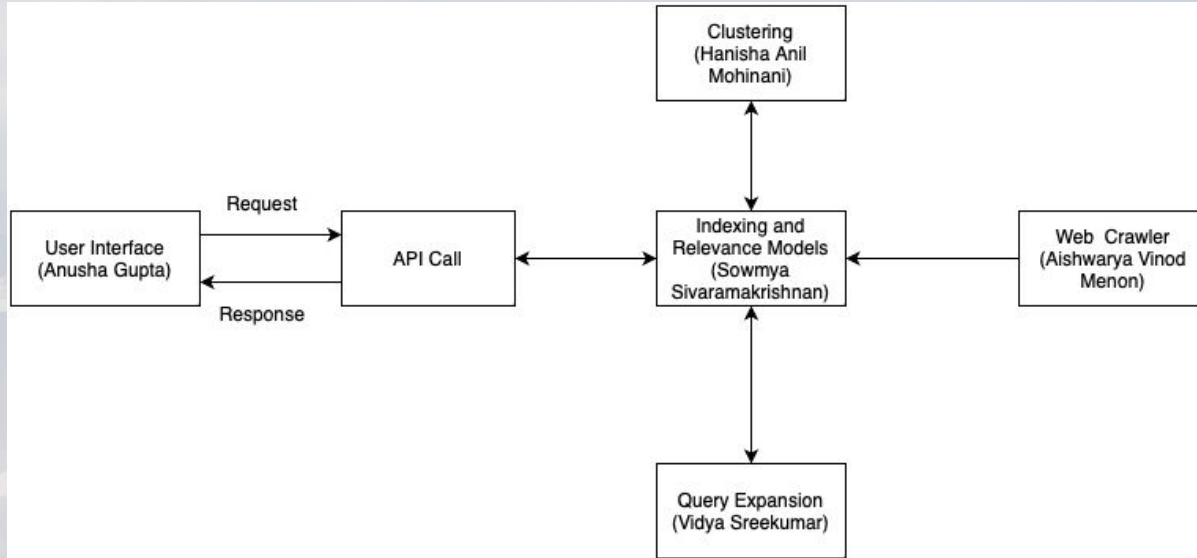 Clustering
(Hanisha Anil
Mohinani)
Request
User Interface
(Anusha Gupta)
API Call
Response
Indexing and
Relevance Models
(Sowmya
Sivaramakrishnan)
Web Crawler
(Aishwarya Vinod
Menon)
Query Expansion
(Vidya Sreekumar)